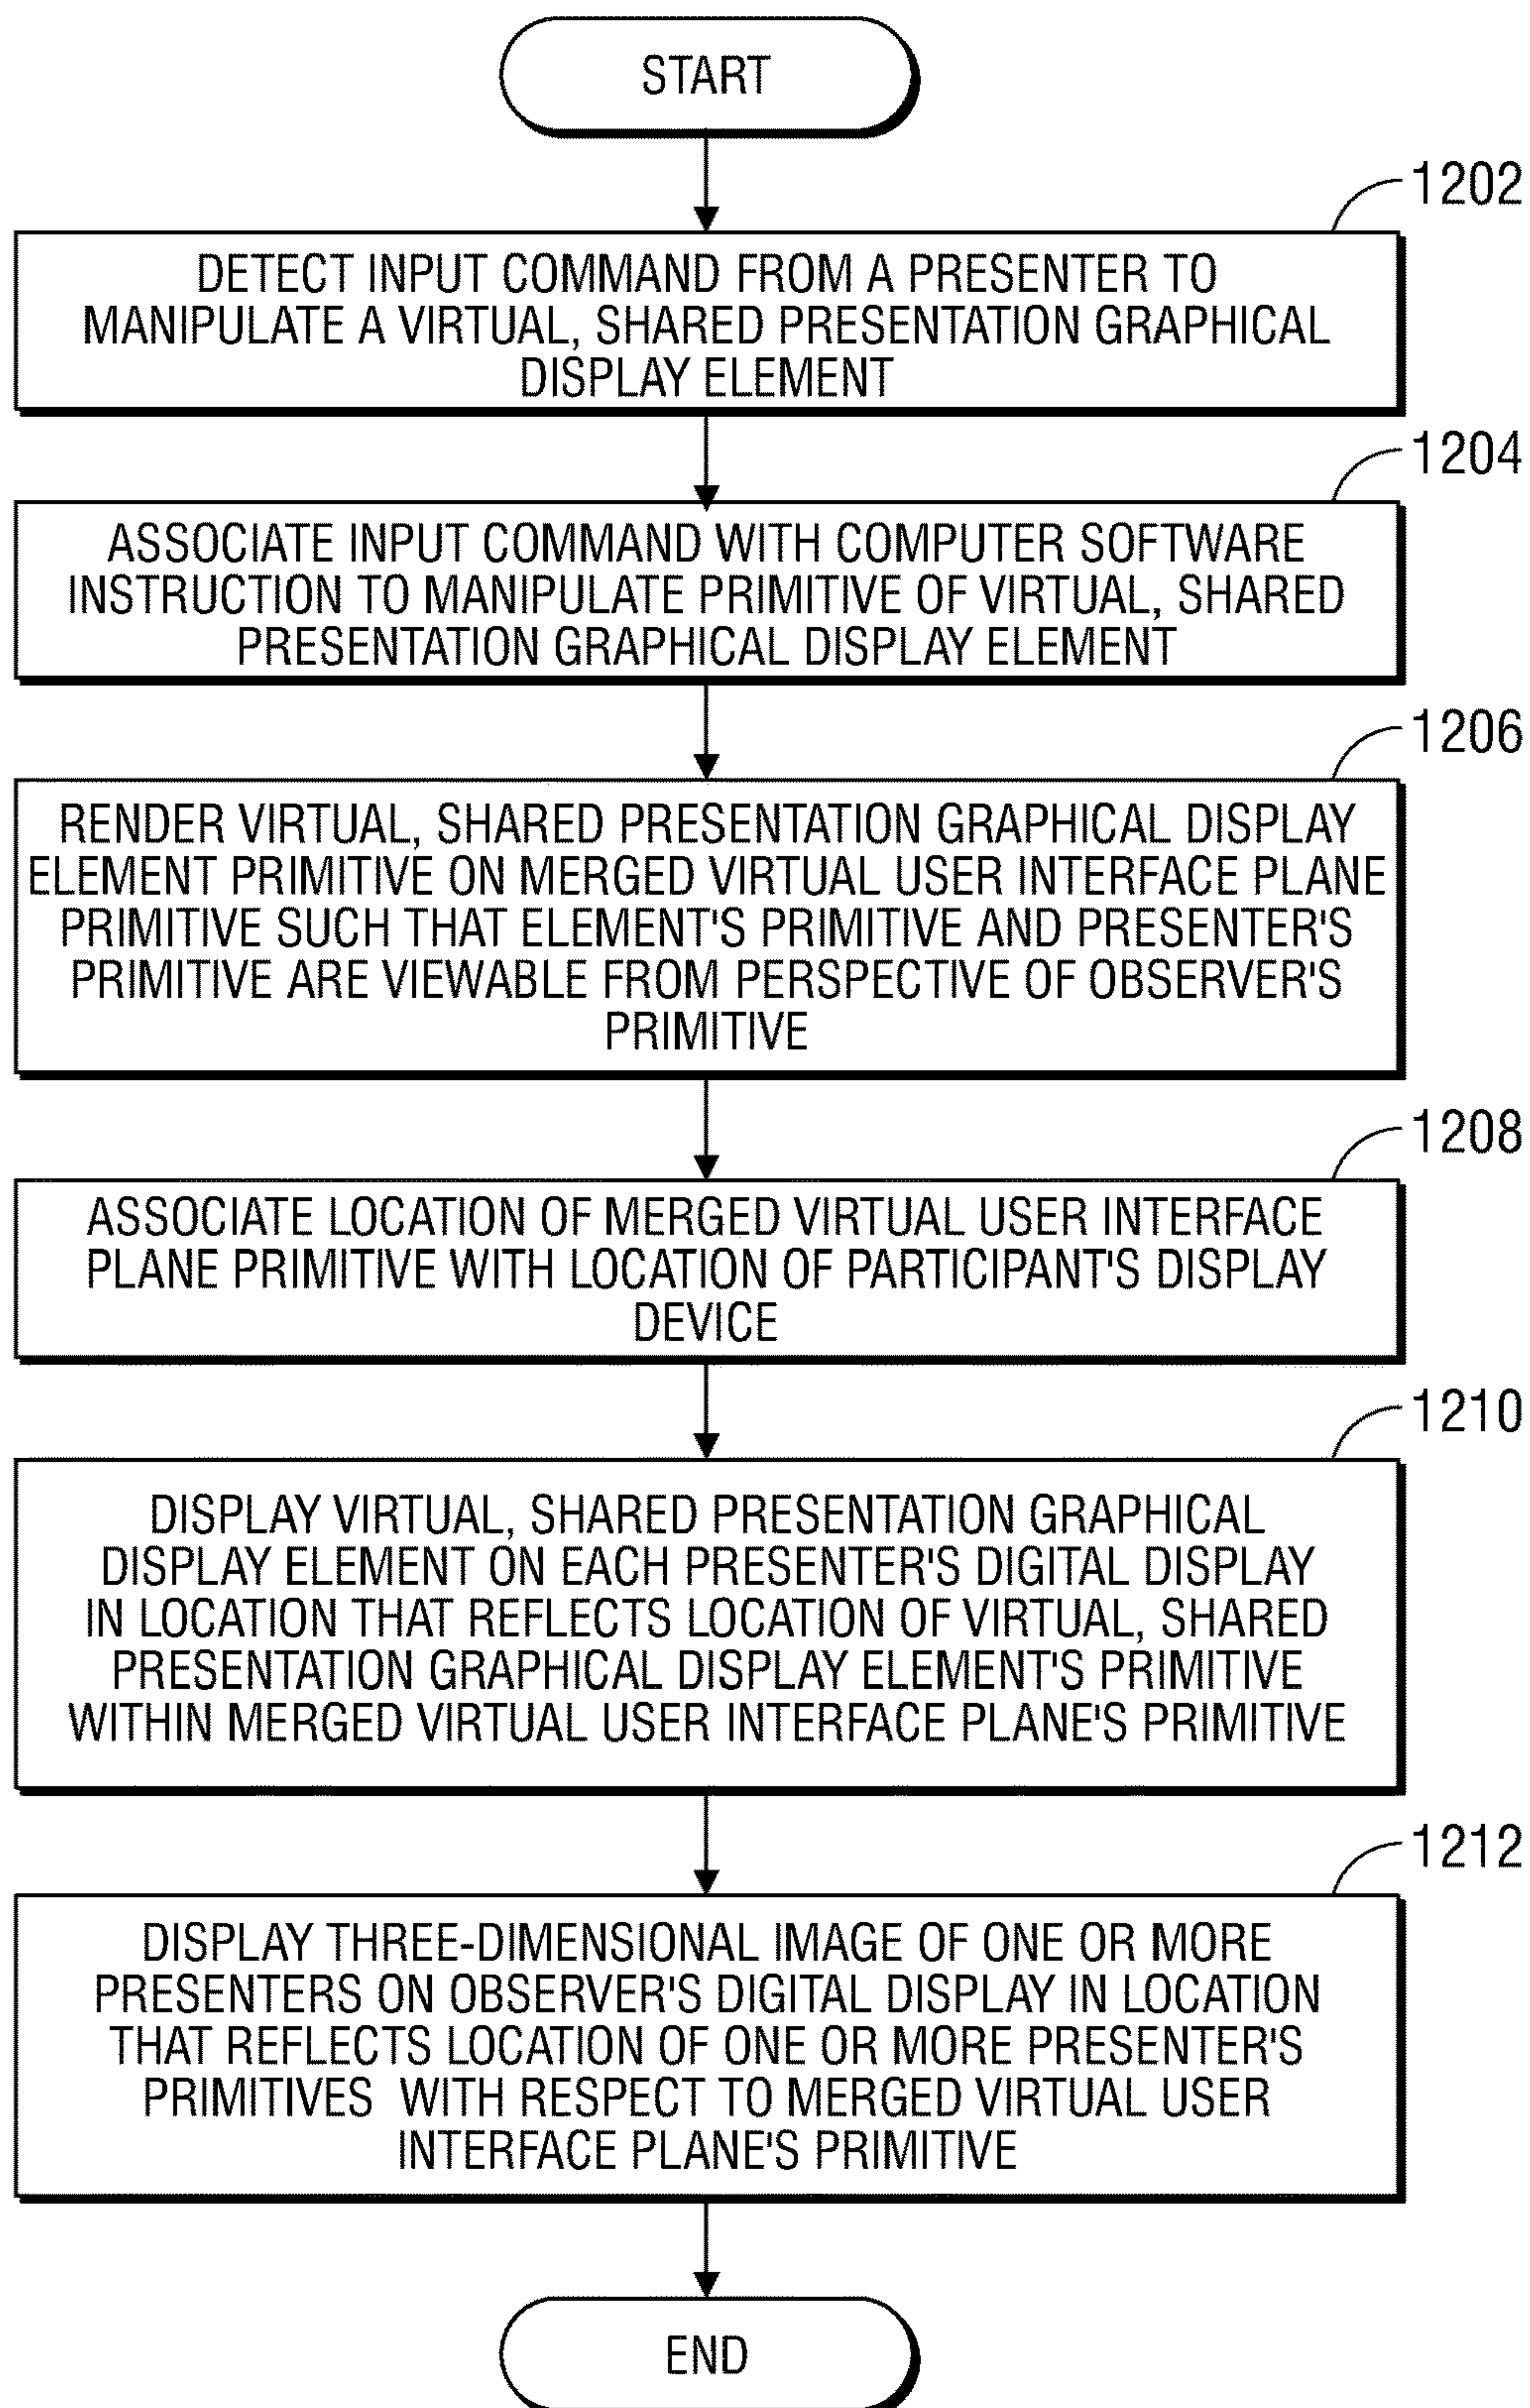 START
1202
DETECT INPUT COMMAND FROM A PRESENTER TO
MANIPULATE A VIRTUAL, SHARED PRESENTATION GRAPHICAL
DISPLAY ELEMENT
1204
ASSOCIATE INPUT COMMAND WITH COMPUTER SOFTWARE
INSTRUCTION TO MANIPULATE PRIMITIVE OF VIRTUAL, SHARED
PRESENTATION GRAPHICAL DISPLAY ELEMENT
1206
RENDER VIRTUAL, SHARED PRESENTATION GRAPHICAL DISPLAY
ELEMENT PRIMITIVE ON MERGED VIRTUAL USER INTERFACE PLANE
PRIMITIVE SUCH THAT ELEMENT'S PRIMITIVE AND PRESENTER'S
PRIMITIVE ARE VIEWABLE FROM PERSPECTIVE OF OBSERVER'S
PRIMITIVE
1208
ASSOCIATE LOCATION OF MERGED VIRTUAL USER INTERFACE
PLANE PRIMITIVE WITH LOCATION OF PARTICIPANT'S DISPLAY
DEVICE
1210
DISPLAY VIRTUAL, SHARED PRESENTATION GRAPHICAL
DISPLAY ELEMENT ON EACH PRESENTER'S DIGITAL DISPLAY
IN LOCATION THAT REFLECTS LOCATION OF VIRTUAL, SHARED
PRESENTATION GRAPHICAL DISPLAY ELEMENT'S PRIMITIVE
WITHIN MERGED VIRTUAL USER INTERFACE PLANE'S PRIMITIVE
1212
DISPLAY THREE-DIMENSIONAL IMAGE OF ONE OR MORE
PRESENTERS ON OBSERVER'S DIGITAL DISPLAY IN LOCATION
THAT REFLECTS LOCATION OF ONE OR MORE PRESENTER'S
PRIMITIVES WITH RESPECT TO MERGED VIRTUAL USER
INTERFACE PLANE'S PRIMITIVE
END